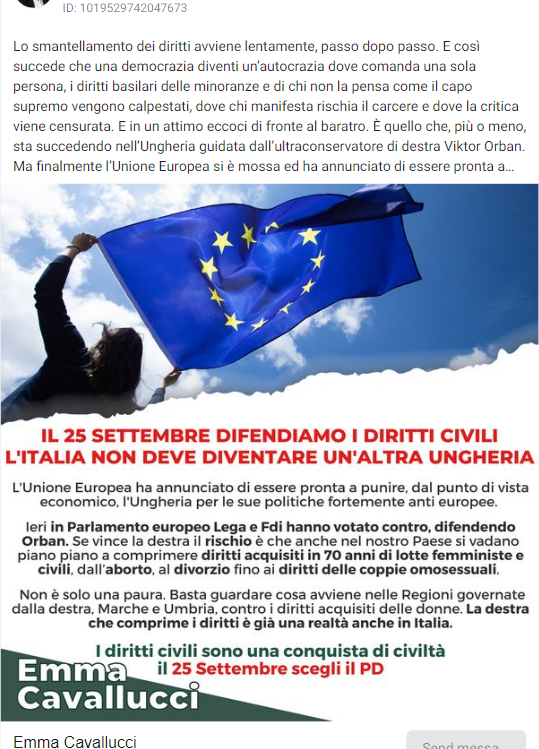 ID: 1019529742047673
Lo smantellamento dei diritti avviene lentamente, passo dopo passo. E così
succede che una democrazia diventi un'autocrazia dove comanda una sola
persona, i diritti basilari delle minoranze e di chi non la pensa come il capo
supremo vengono calpestati, dove chi manifesta rischia il carcere e dove la critica
viene censurata. E in un attimo eccoci di fronte al baratro. È quello che, più o meno,
sta succedendo nell'Ungheria guidata dall'ultraconservatore di destra Viktor Orban.
Ma finalmente l'Unione Europea si è mossa ed ha annunciato di essere pronta a...
IL 25 SETTEMBRE DIFENDIAMO I DIRITTI CIVILI
L'ITALIA NON DEVE DIVENTARE UN'ALTRA UNGHERIA
L'Unione Europea ha annunciato di essere pronta a punire, dal punto di vista
economico, l'Ungheria per le sue politiche fortemente anti europee.
Ieri in Parlamento europeo Lega e Fdi hanno votato contro, difendendo
Orban. Se vince la destra il rischio è che anche nel nostro Paese si vadano
piano piano a comprimere diritti acquisiti in 70 anni di lotte femministe e
civili, dall'aborto, al divorzio fino ai diritti delle coppie omosessuali.
Non è solo una paura. Basta guardare cosa avviene nelle Regioni governate
dalla destra, Marche e Umbria, contro i diritti acquisiti delle donne. La destra
che comprime i diritti è già una realtà anche in Italia.
I diritti civili sono una conquista di civiltà
il 25 Settembre scegli il PD
Emma
Cavallucci
Emma Cavallucci
Send messa